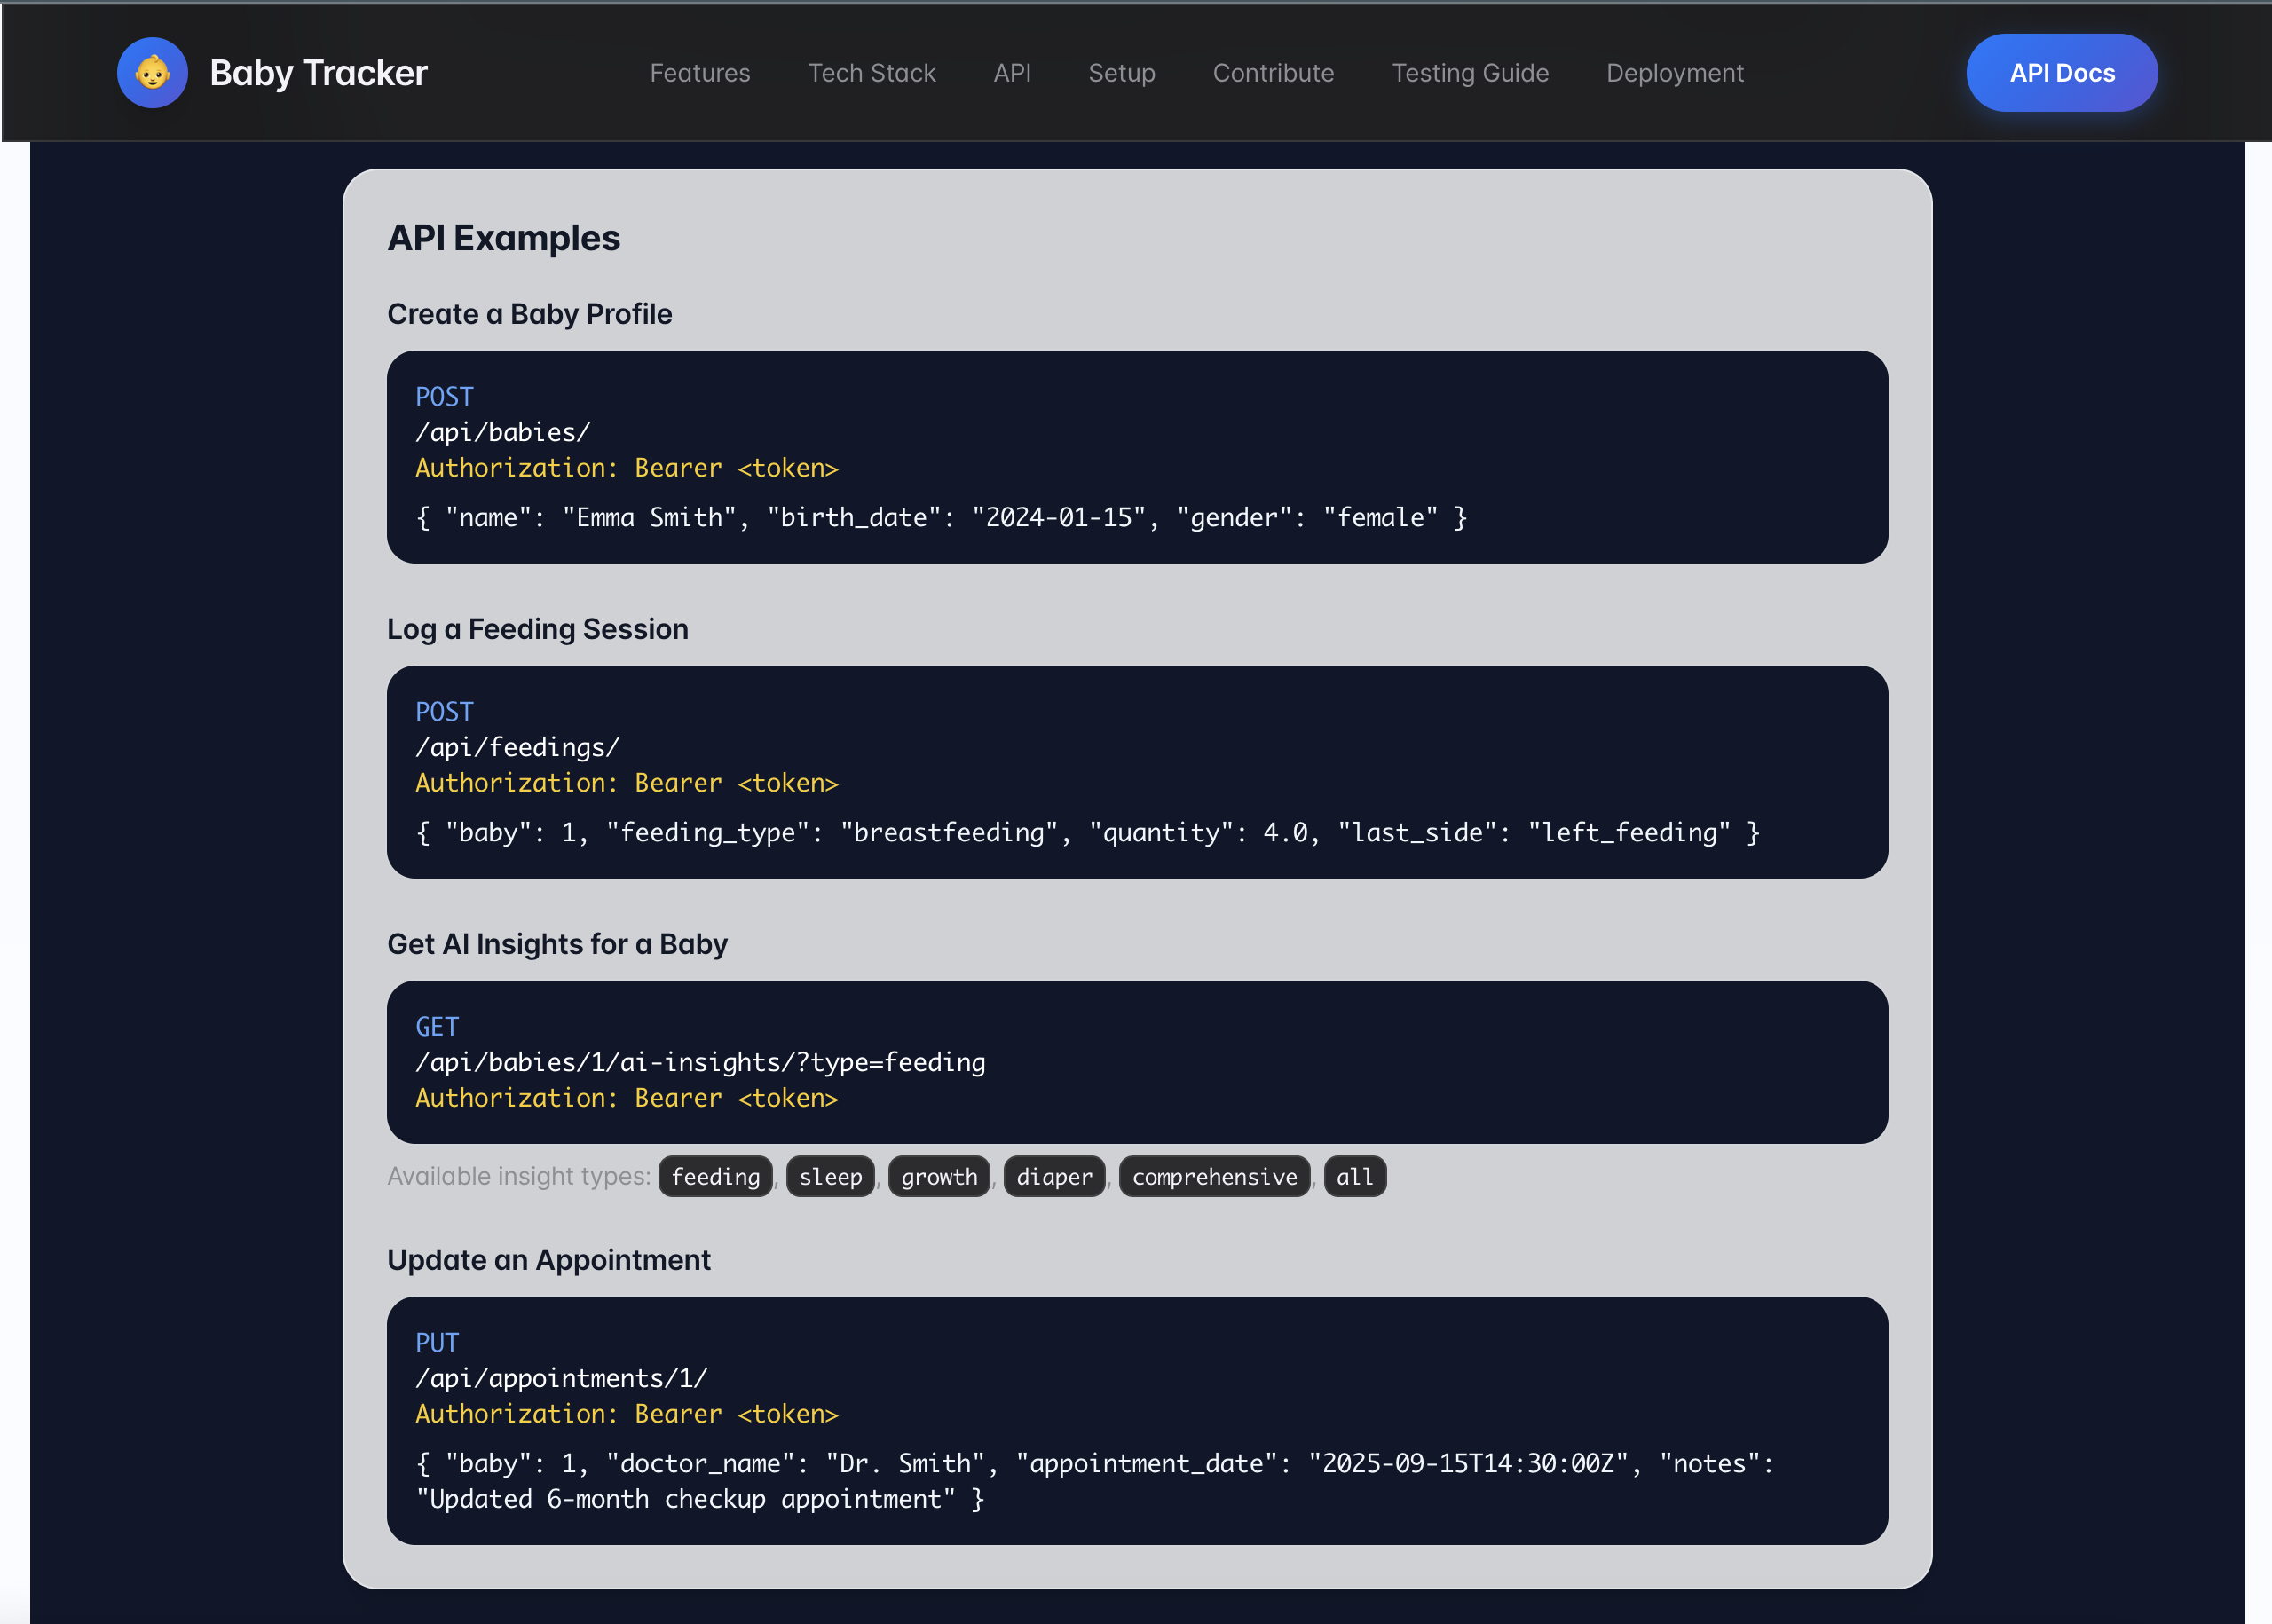 Baby Tracker
Features Tech Stack API Setup Contribute Testing Guide Deployment
API Docs
API Examples
Create a Baby Profile
POST
/api/babies/
Authorization: Bearer <token>
{ "name": "Emma Smith", "birth_date": "2024-01-15", "gender": "female" }
Log a Feeding Session
POST
/api/feedings/
Authorization: Bearer <token>
{ "baby": 1, "feeding_type": "breastfeeding", "quantity": 4.0, "last_side": "left_feeding" }
Get AI Insights for a Baby
GET
/api/babies/1/ai-insights/?type=feeding
Authorization: Bearer <token>
Available insight types: feeding, sleep, growth, diaper, comprehensive, all
Update an Appointment
PUT
/api/appointments/1/
Authorization: Bearer <token>
{ "baby": 1, "doctor_name": "Dr. Smith", "appointment_date": "2025-09-15T14:30:00Z", "notes":
"Updated 6-month checkup appointment" }